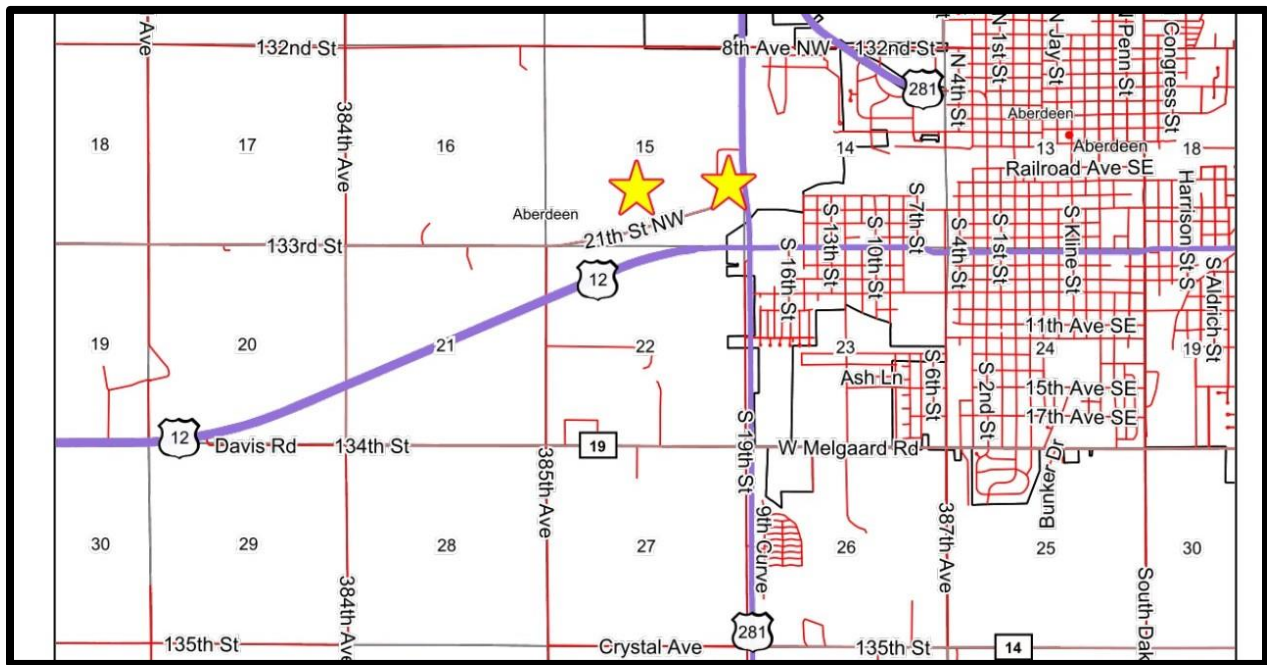 Ave
132nd St
8th Ave NW
132nd St
N 1st St
N Jay St
N Penn St
Congress St
281
N 4th St
384th Ave
18
17
16
15
14
Aberdeen
13
Aberdeen
18
Railroad Ave SE
Aberdeen
21th St NW
133rd St
12
S 16th St
S 13th St
S 10th St
S 7th St
S 4th St
S 1st St
S Kline St
Harrison St S
S Aldrich St
11th Ave SE
19
20
21
22
23
24
19
Ash Ln
S 6th St
S 2nd St
15th Ave SE
17th Ave SE
12
Davis Rd
134th St
19
S 19th St
W Melgaard Rd
385th Ave
9th Curve
387th Ave
Bunker Dr
30
29
28
27
26
25
30
384th Ave
South Dak
135th St
Crystal Ave
281
135th St
14